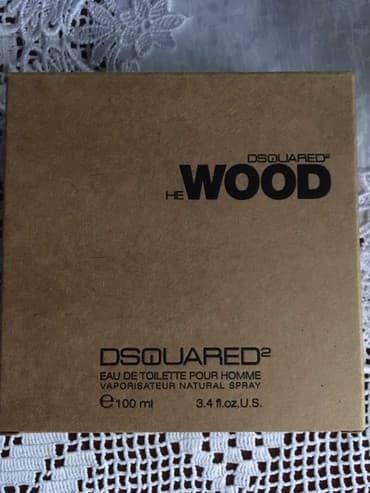 DSQUARED²
HE WOOD
DSQUARED²
EAU DE TOILETTE POUR HOMME
VAPORISATEUR NATURAL SPRAY
℮100 ml 3.4 fl.oz.U.S.